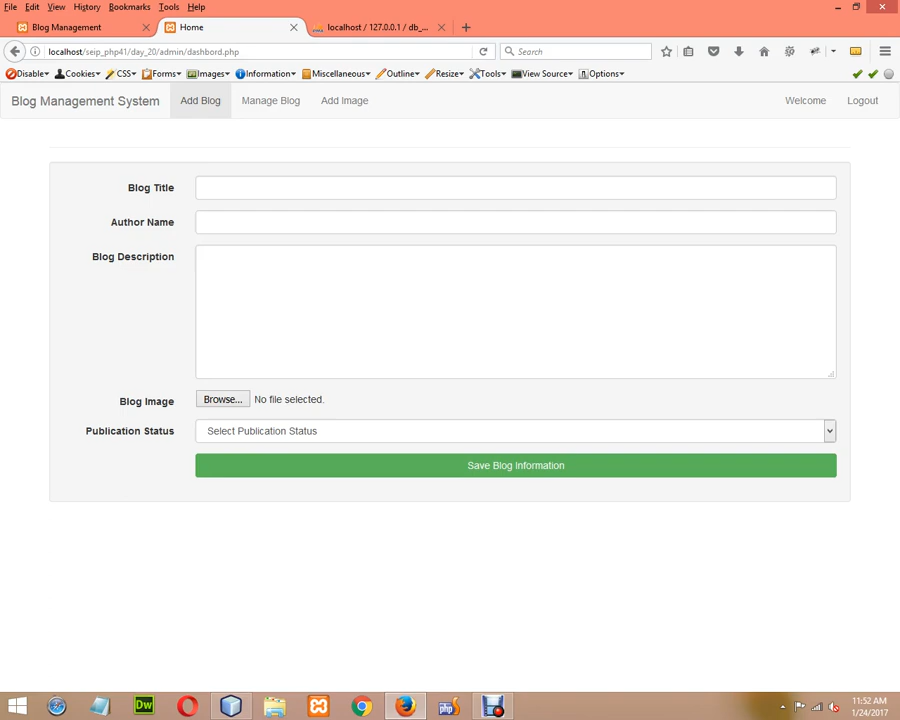 File Edit View History Bookmarks Tools Help
Blog Management Home localhost / 127.0.0.1 / db_...
localhost/seip_php41/day_20/admin/dashbord.php Search
Disable Cookies CSS Forms Images Information Miscellaneous Outline Resize Tools View Source Options
Blog Management System Add Blog Manage Blog Add Image Welcome Logout
Blog Title
Author Name
Blog Description
Blog Image Browse... No file selected.
Publication Status Select Publication Status
Save Blog Information
Dw php
11:52 AM
1/24/2017